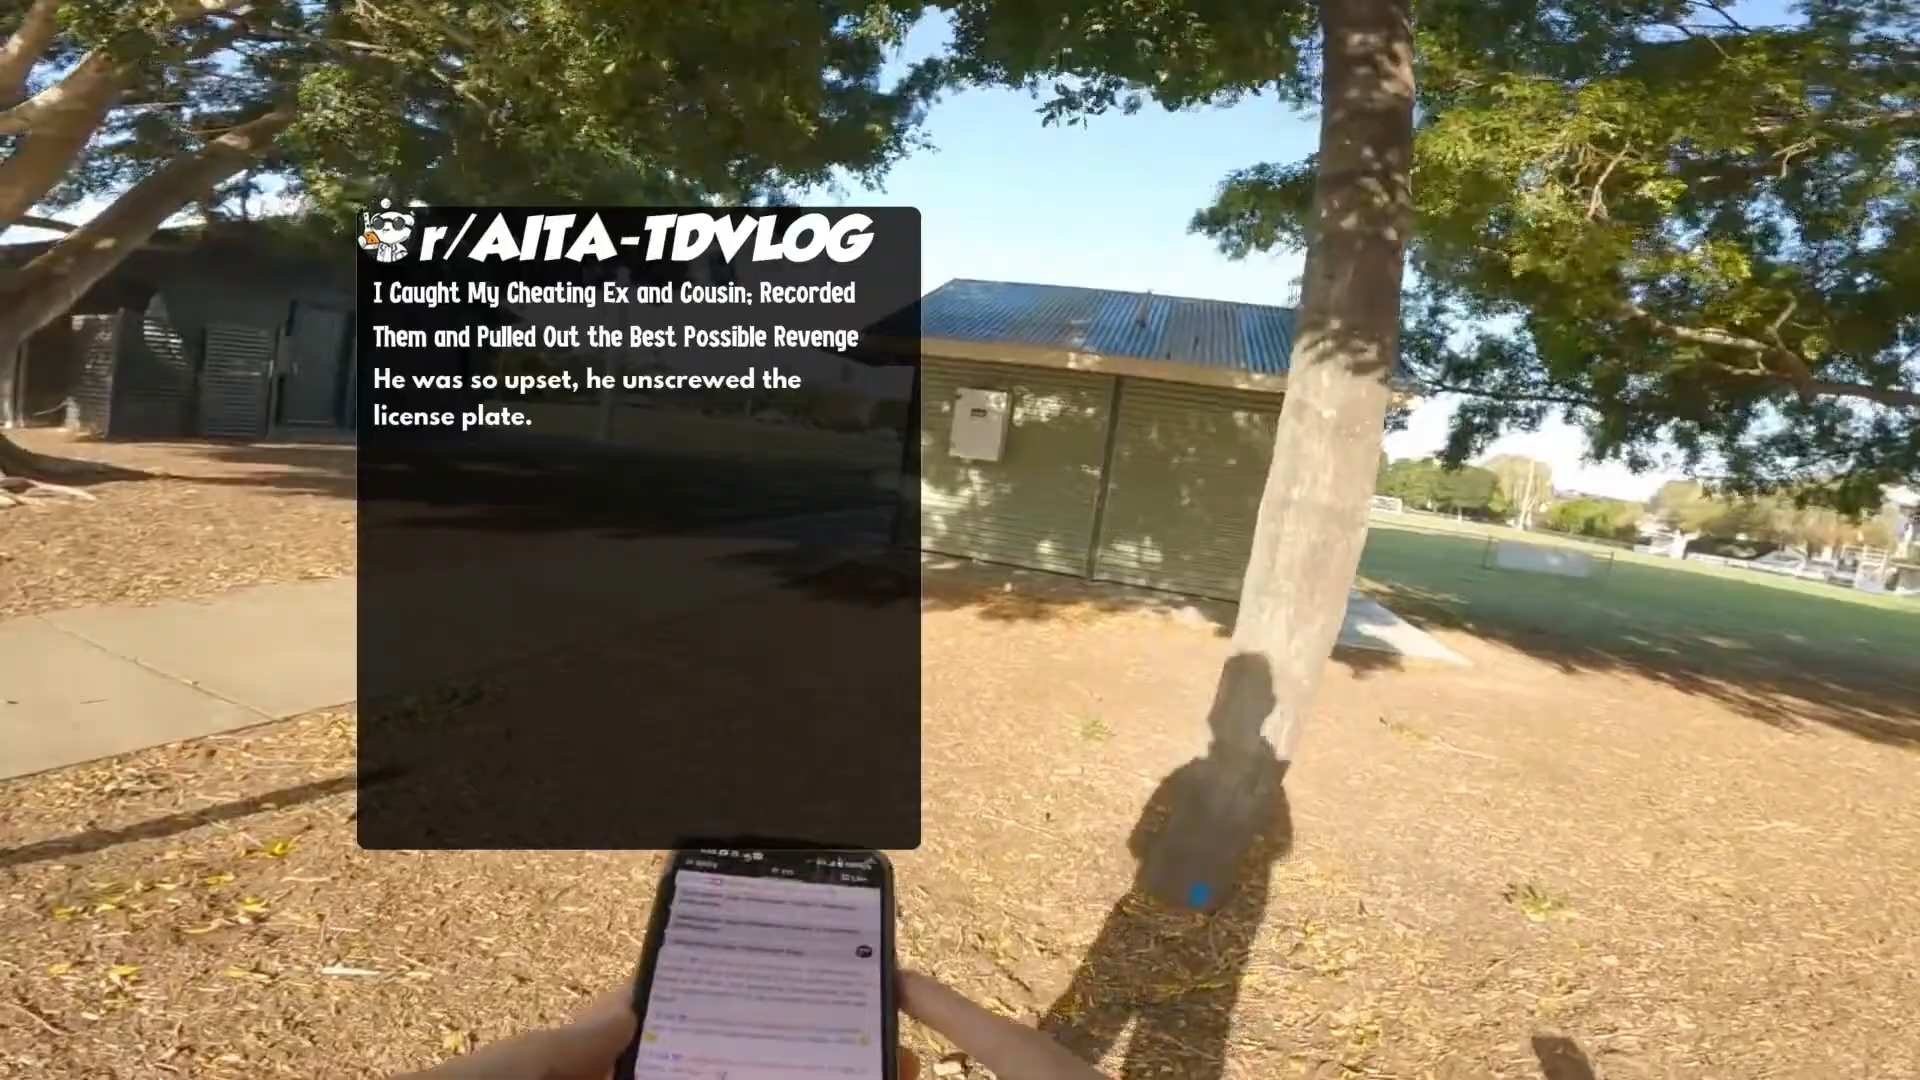 r/AITA-TDVLOG
I Caught My Cheating Ex and Cousin; Recorded
Them and Pulled Out the Best Possible Revenge
He was so upset, he unscrewed the
license plate.